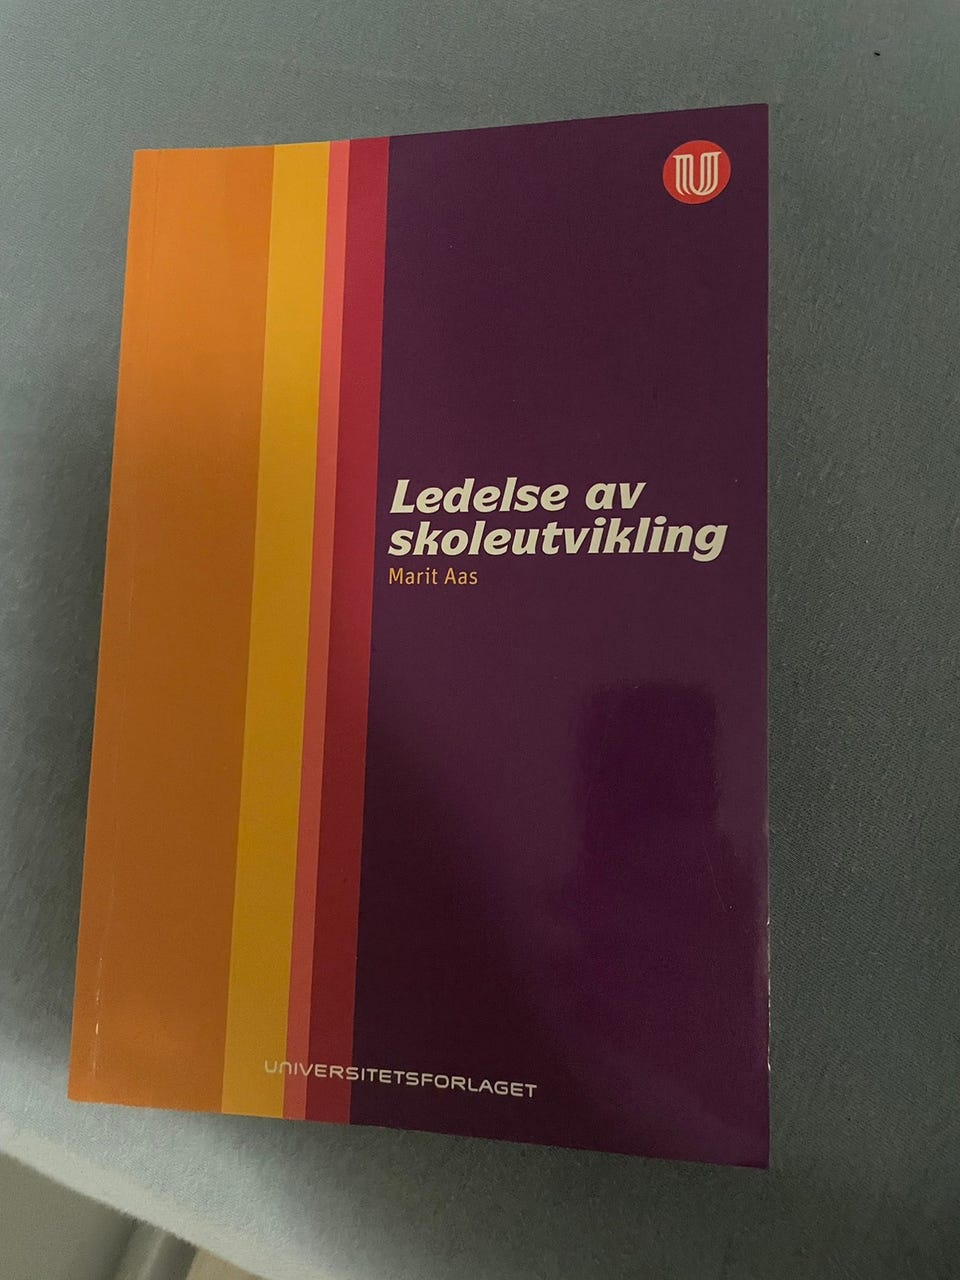 U
Ledelse av
skoleutvikling
Marit Aas
UNIVERSITETSFORLAGET